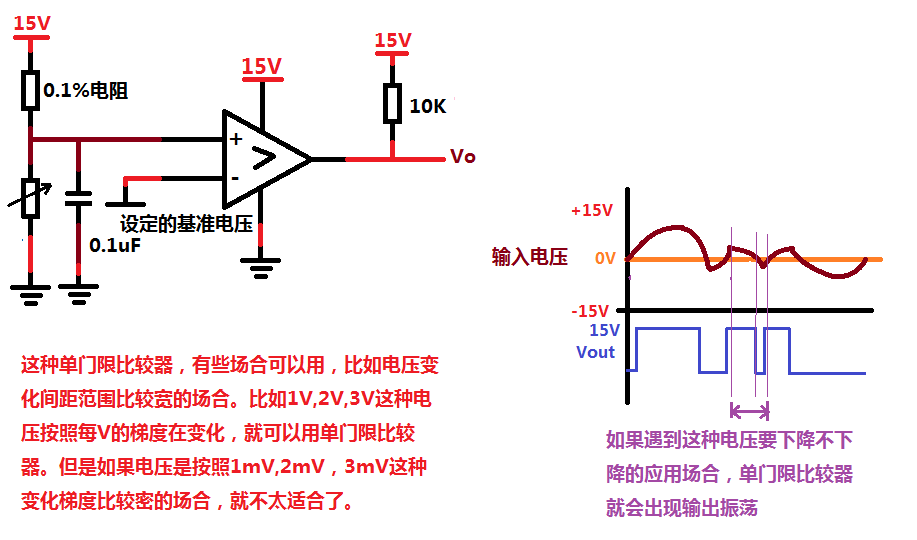 15V
15V
15V
0.1%电阻
10K
+
Vo
-
设定的基准电压
0.1uF
+15V
输入电压
0V
-15V
15V
Vout
这种单门限比较器，有些场合可以用，比如电压变
化间距范围比较宽的场合。比如1V,2V,3V这种电
压按照每V的梯度在变化，就可以用单门限比较
器。但是如果电压是按照1mV,2mV，3mV这种
变化梯度比较密的场合，就不太适合了。
如果遇到这种电压要下降不下
降的应用场合，单门限比较器
就会出现输出振荡